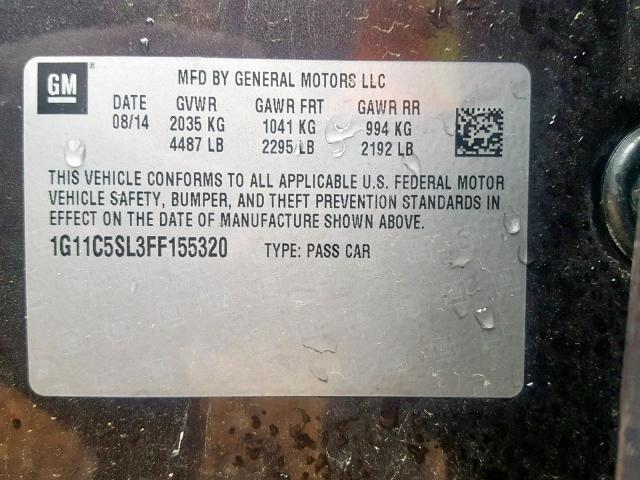 GM ®
MFD BY GENERAL MOTORS LLC
DATE GVWR GAWR FRT GAWR RR
08/14 2035 KG 1041 KG 994 KG
4487 LB 2295 LB 2192 LB
THIS VEHICLE CONFORMS TO ALL APPLICABLE U.S. FEDERAL MOTOR
VEHICLE SAFETY, BUMPER, AND THEFT PREVENTION STANDARDS IN
EFFECT ON THE DATE OF MANUFACTURE SHOWN ABOVE.
1G11C5SL3FF155320 TYPE: PASS CAR